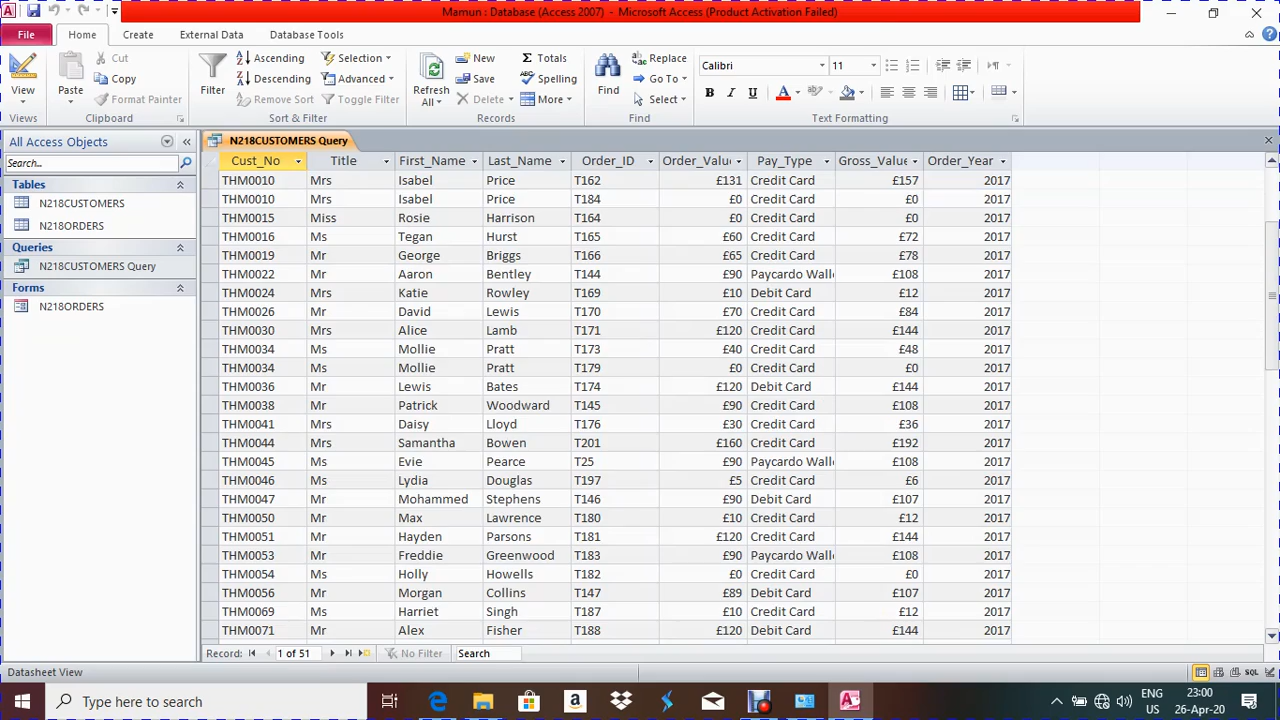 Mamun : Database (Access 2007) - Microsoft Access (Product Activation Failed)
File Home Create External Data Database Tools
View Paste Cut Copy Format Painter Filter Ascending Descending Remove Sort Selection Advanced Toggle Filter Refresh All New Save Delete Totals Spelling More Find Replace Go To Select Calibri 11 B I U A
Views Clipboard Sort & Filter Records Find Text Formatting
All Access Objects
Search...
Tables
N218CUSTOMERS
N218ORDERS
Queries
N218CUSTOMERS Query
Forms
N218ORDERS
N218CUSTOMERS Query
Cust_No Title First_Name Last_Name Order_ID Order_Value Pay_Type Gross_Value Order_Year
THM0010 Mrs Isabel Price T162 £131 Credit Card £157 2017
THM0010 Mrs Isabel Price T184 £0 Credit Card £0 2017
THM0015 Miss Rosie Harrison T164 £0 Credit Card £0 2017
THM0016 Ms Tegan Hurst T165 £60 Credit Card £72 2017
THM0019 Mr George Briggs T166 £65 Credit Card £78 2017
THM0022 Mr Aaron Bentley T144 £90 Paycardo Walle £108 2017
THM0024 Mrs Katie Rowley T169 £10 Debit Card £12 2017
THM0026 Mr David Lewis T170 £70 Credit Card £84 2017
THM0030 Mrs Alice Lamb T171 £120 Credit Card £144 2017
THM0034 Ms Mollie Pratt T173 £40 Credit Card £48 2017
THM0034 Ms Mollie Pratt T179 £0 Credit Card £0 2017
THM0036 Mr Lewis Bates T174 £120 Debit Card £144 2017
THM0038 Mr Patrick Woodward T145 £90 Credit Card £108 2017
THM0041 Mrs Daisy Lloyd T176 £30 Credit Card £36 2017
THM0044 Mrs Samantha Bowen T201 £160 Credit Card £192 2017
THM0045 Ms Evie Pearce T25 £90 Paycardo Walle £108 2017
THM0046 Ms Lydia Douglas T197 £5 Credit Card £6 2017
THM0047 Mr Mohammed Stephens T146 £90 Debit Card £107 2017
THM0050 Mr Max Lawrence T180 £10 Credit Card £12 2017
THM0051 Mr Hayden Parsons T181 £120 Credit Card £144 2017
THM0053 Mr Freddie Greenwood T183 £90 Paycardo Walle £108 2017
THM0054 Ms Holly Howells T182 £0 Credit Card £0 2017
THM0056 Mr Morgan Collins T147 £89 Debit Card £107 2017
THM0069 Ms Harriet Singh T187 £10 Credit Card £12 2017
THM0071 Mr Alex Fisher T188 £120 Debit Card £144 2017
Record: 1 of 51 No Filter Search
Datasheet View SQL
Type here to search ENG US 23:00 26-Apr-20